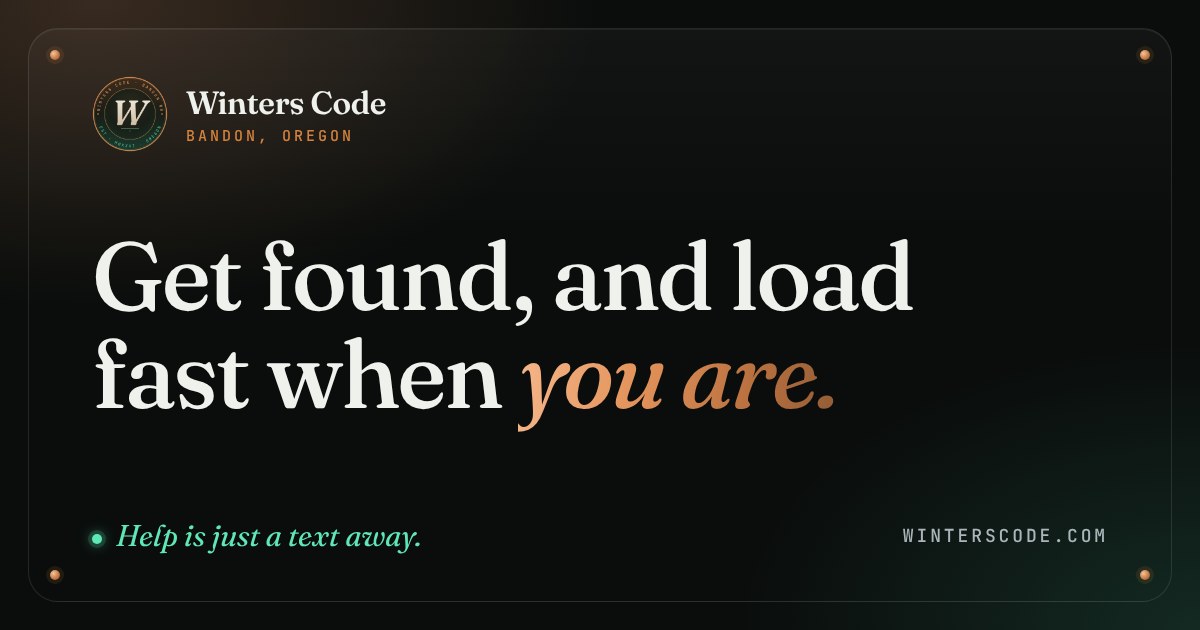 W
Winters Code
BANDON, OREGON
Get found, and load
fast when you are.
Help is just a text away.
WINTERSCODE.COM